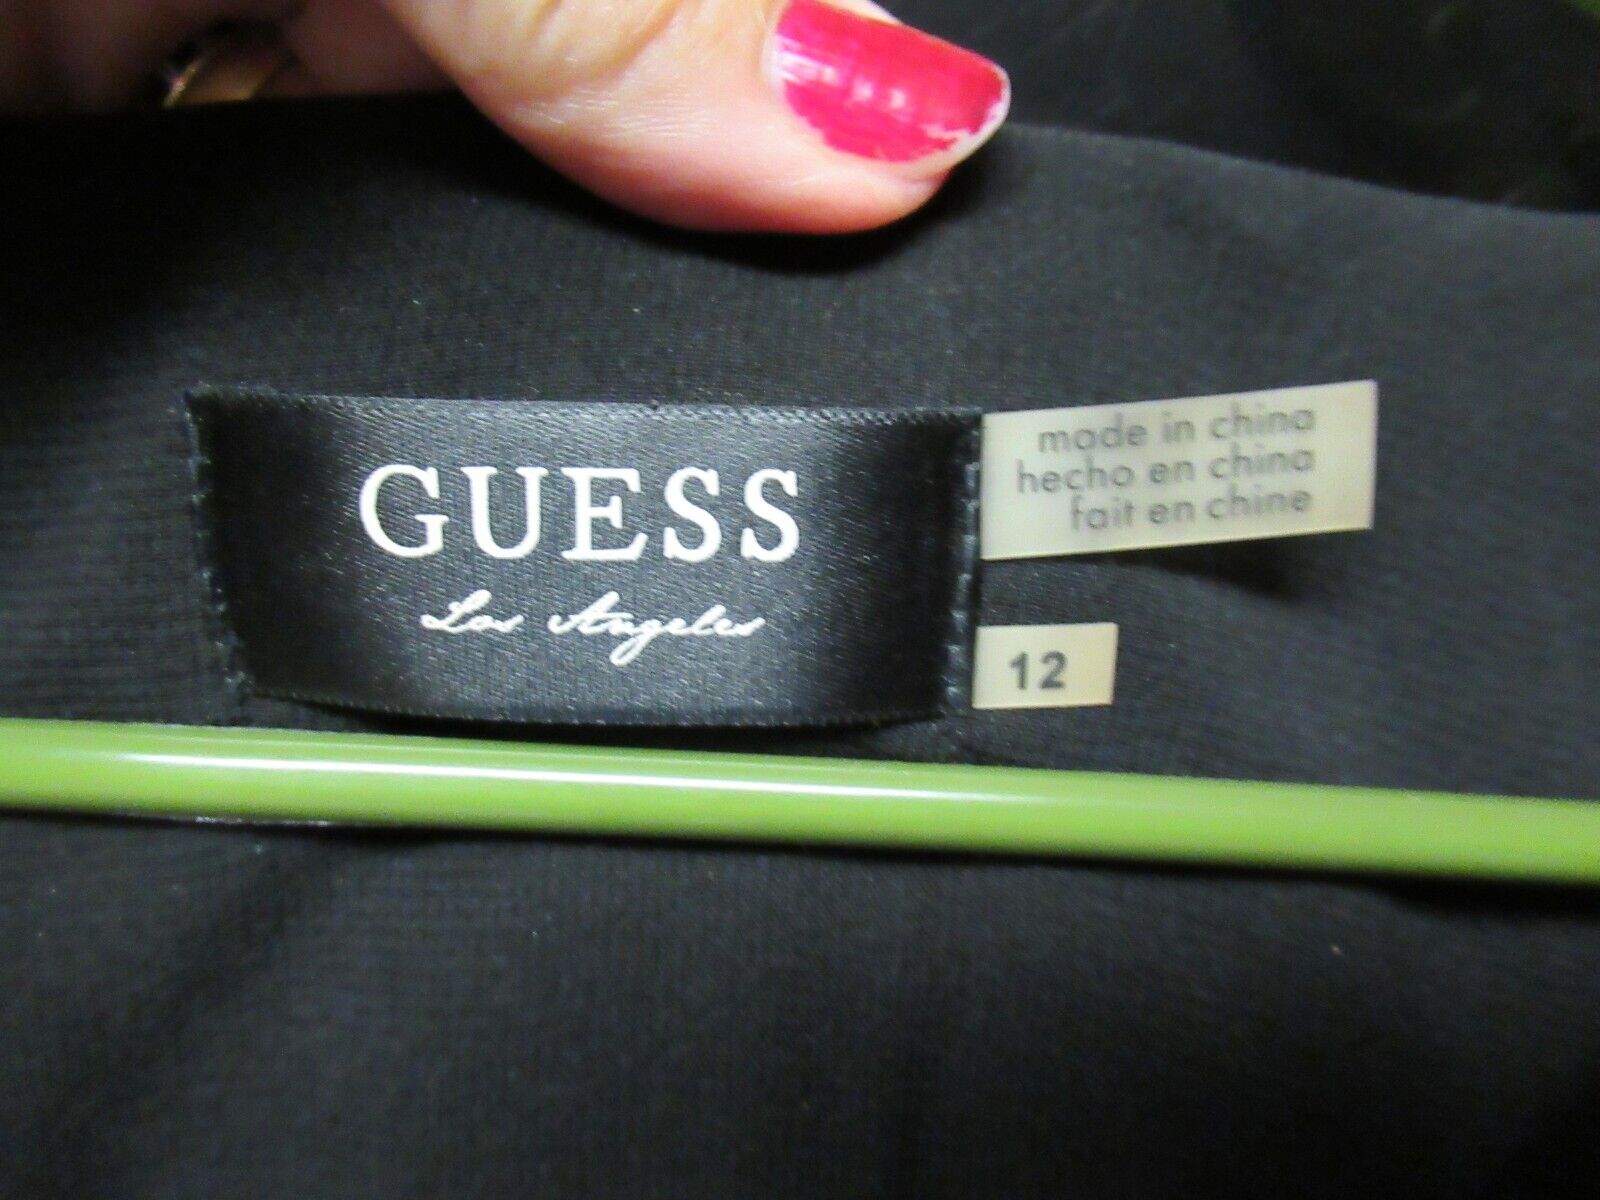 GUESS
Los Angeles
made in china
hecho en china
fait en chine
12